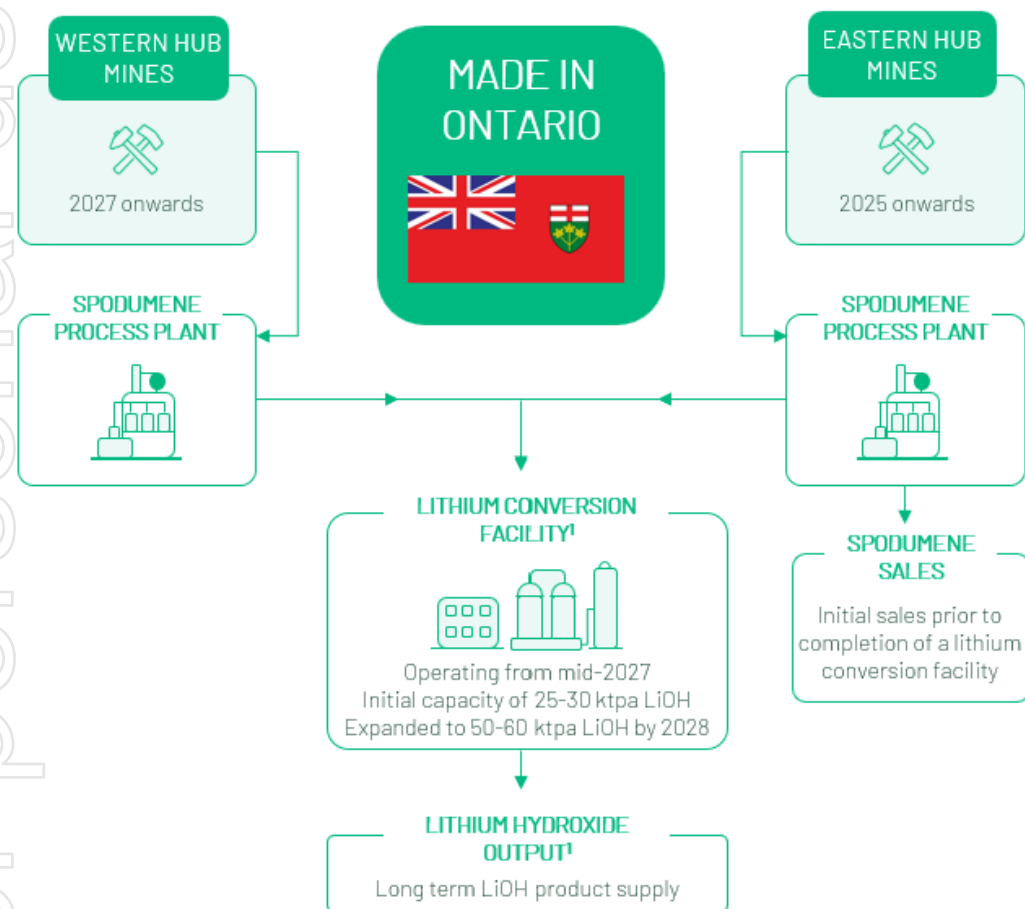 WESTERN HUB
MINES
2027 onwards
MADE IN
ONTARIO
EASTERN HUB
MINES
2025 onwards
SPODUMENE
PROCESS PLANT
SPODUMENE
PROCESS PLANT
LITHIUM CONVERSION
FACILITY¹
Operating from mid-2027
Initial capacity of 25-30 ktpa LiOH
Expanded to 50-60 ktpa LiOH by 2028
SPODUMENE
SALES
Initial sales prior to
completion of a lithium
conversion facility
LITHIUM HYDROXIDE
OUTPUT¹
Long term LiOH product supply